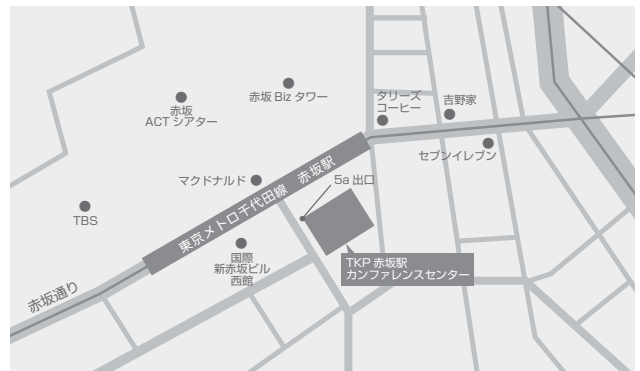 赤坂 Biz タワー
タリーズ
コーヒー
吉野家
赤坂
ACT シアター
セブンイレブン
マクドナルド
東京メトロ千代田線　赤坂駅
5a 出口
TBS
国際
新赤坂ビル
西館
TKP 赤坂駅
カンファレンスセンター
赤坂通り